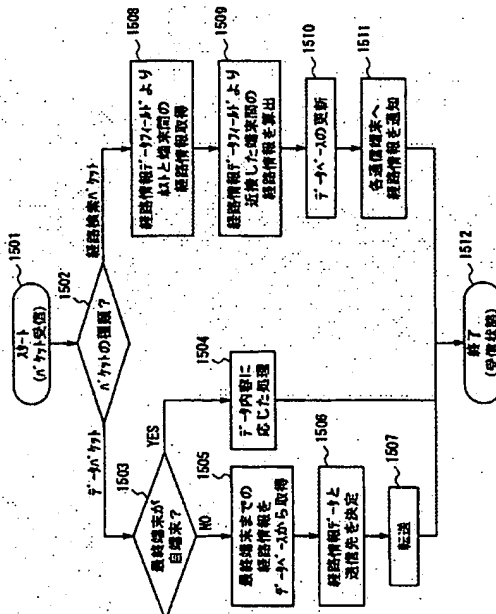 1501
スタート
(パケット受信)
1502
パケットの種類?
データパケット
経路検索パケット
1503
最終端末が
自端末?
YES
NO
1504
データ内容に
応じた処理
1505
最終端末までの
経路情報を
データベースから取得
1506
経路情報データと
送信先を決定
1507
転送
1508
経路情報データフィールドより
ホストと端末間の
経路情報取得
1509
経路情報データフィールドより
近接した端末間の
経路情報を算出
1510
データベースの更新
1511
各通信端末へ
経路情報を通知
1512
終了
(受信状態)